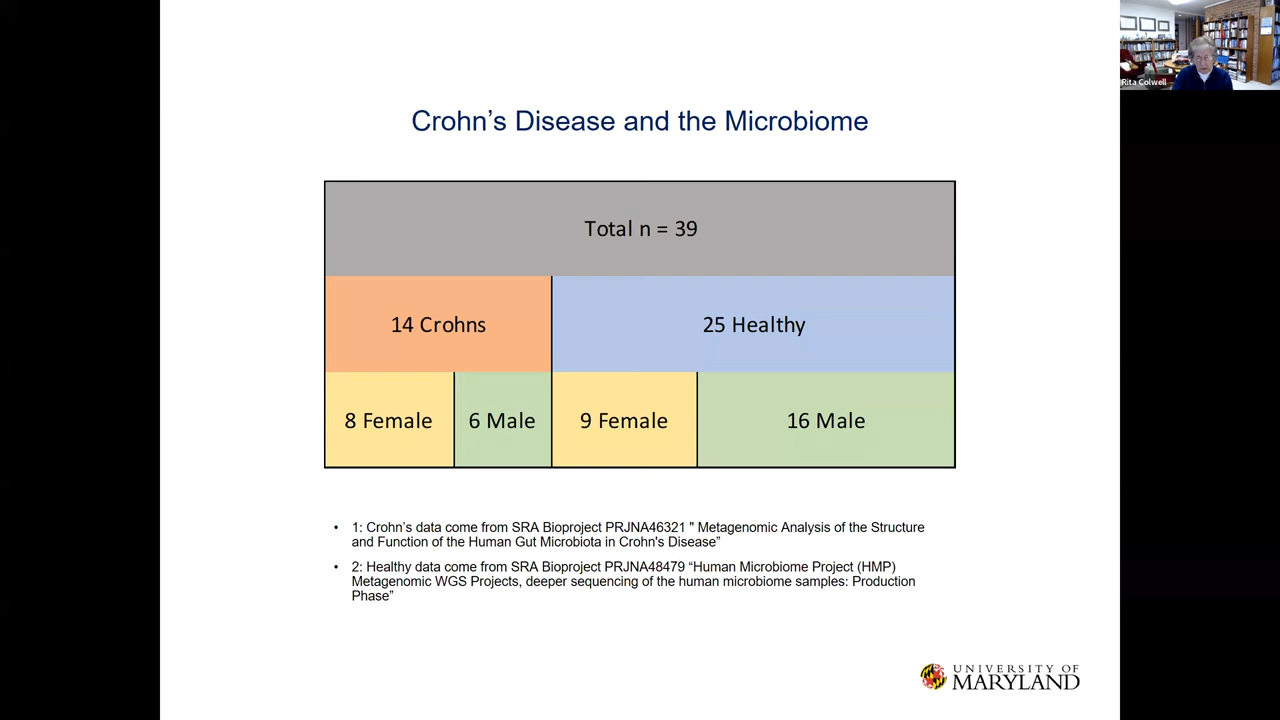 Rita Colwell
Crohn's Disease and the Microbiome
Total n = 39
14 Crohns
25 Healthy
8 Female
6 Male
9 Female
16 Male
• 1: Crohn's data come from SRA Bioproject PRJNA46321 " Metagenomic Analysis of the Structure
and Function of the Human Gut Microbiota in Crohn's Disease”
• 2: Healthy data come from SRA Bioproject PRJNA48479 “Human Microbiome Project (HMP)
Metagenomic WGS Projects, deeper sequencing of the human microbiome samples: Production
Phase”
UNIVERSITY OF
MARYLAND